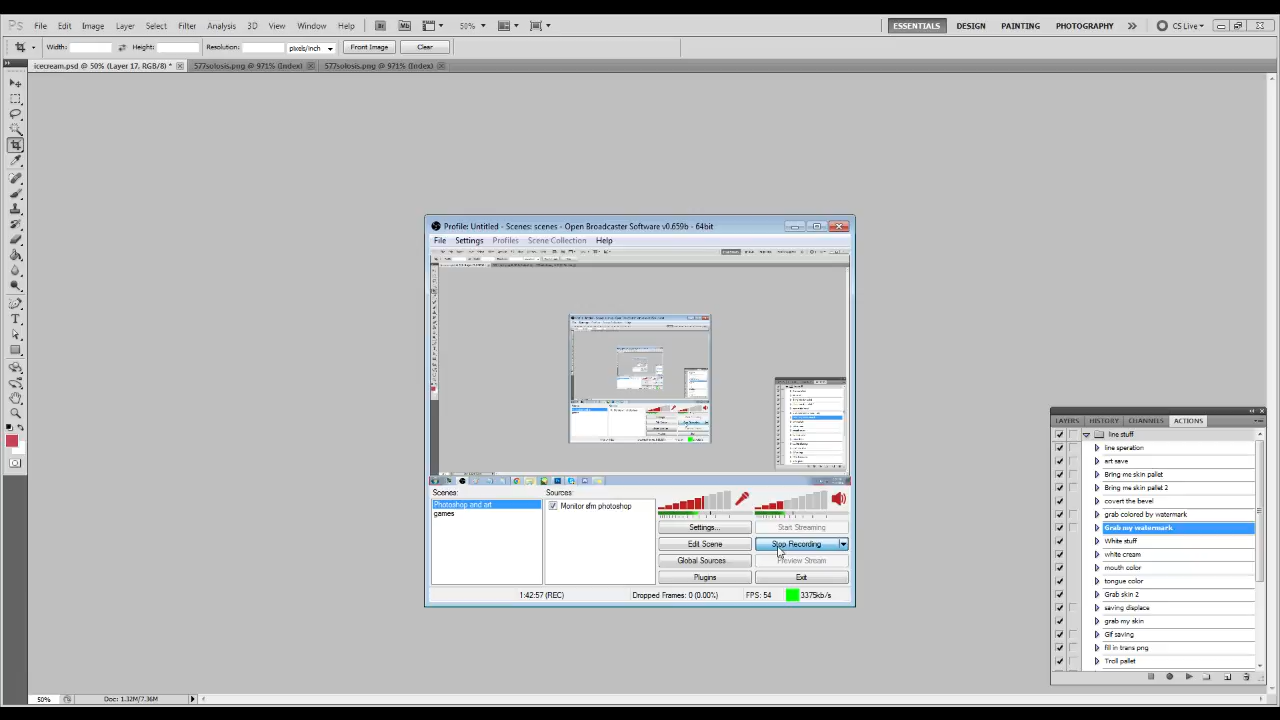 Ps File Edit Image Layer Select Filter Analysis 3D View Window Help Br Mb 50% ESSENTIALS DESIGN PAINTING PHOTOGRAPHY CS Live
Width: Height: Resolution: pixels/inch Front Image Clear
icecream.psd @ 50% (Layer 17, RGB/8) * 577solosis.png @ 971% (Index) 577solosis.png @ 971% (Index)
Profile: Untitled - Scenes: scenes - Open Broadcaster Software v0.659b - 64bit
File Settings Profiles Scene Collection Help
Scenes: Sources:
Photoshop and art Monitor sfm photoshop
games
Settings... Start Streaming
Edit Scene Stop Recording
Global Sources Preview Stream
Plugins Exit
1:42:57 (REC) Dropped Frames: 0 (0.00%) FPS: 54 3375kb/s
LAYERS HISTORY CHANNELS ACTIONS
line stuff
line speration
art save
Bring me skin pallet
Bring me skin pallet 2
covert the bevel
grab colored by watermark
Grab my watermark
White stuff
white cream
mouth color
tongue color
Grab skin 2
saving displace
grab my skin
Gif saving
fill in trans png
Troll pallet
50% Doc: 1.32M/7.36M